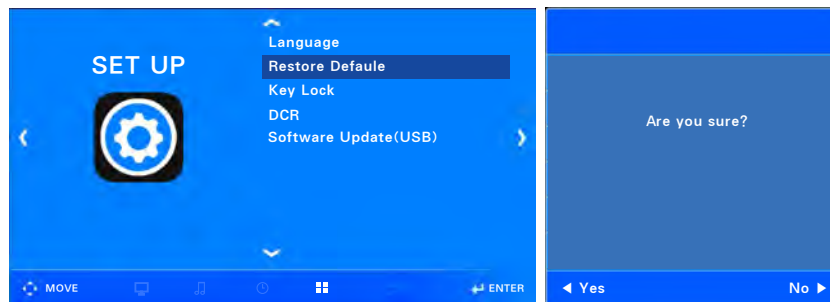 SET UP
Language
Restore Defaule
Key Lock
DCR
Software Update(USB)
MOVE
ENTER
Are you sure?
Yes
No